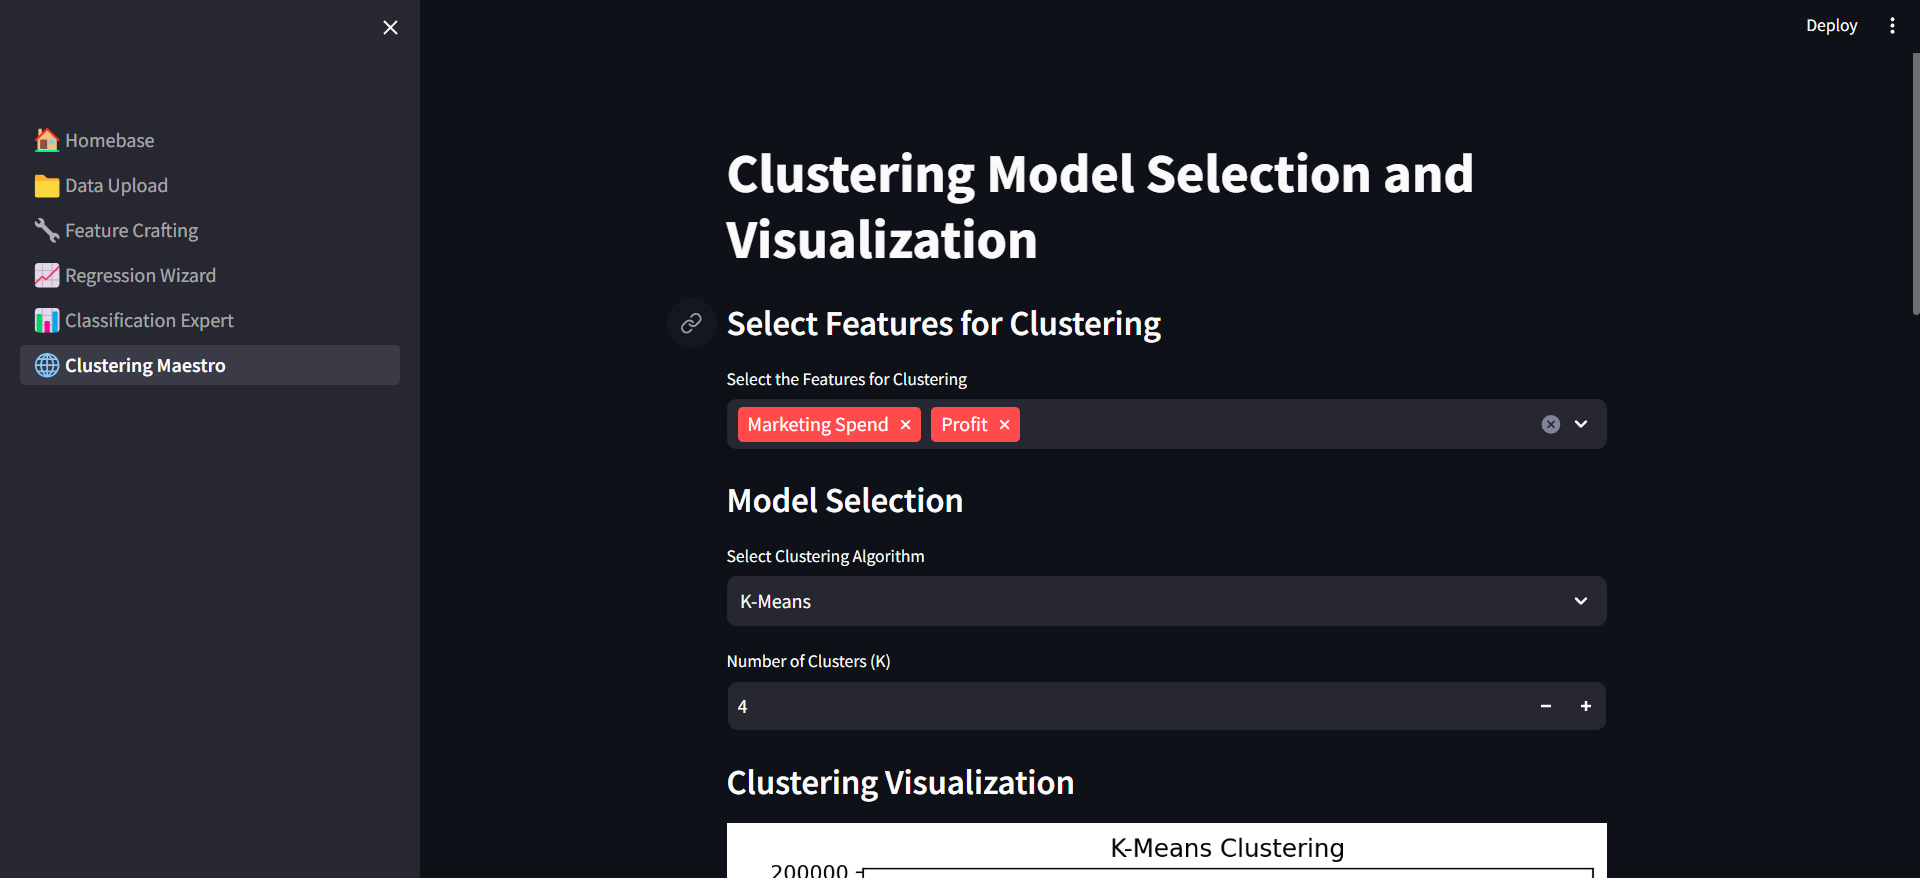 Deploy
Homebase
Data Upload
Feature Crafting
Regression Wizard
Classification Expert
Clustering Maestro
Clustering Model Selection and
Visualization
Select Features for Clustering
Select the Features for Clustering
Marketing Spend
Profit
Model Selection
Select Clustering Algorithm
K-Means
Number of Clusters (K)
4
Clustering Visualization
K-Means Clustering
200000